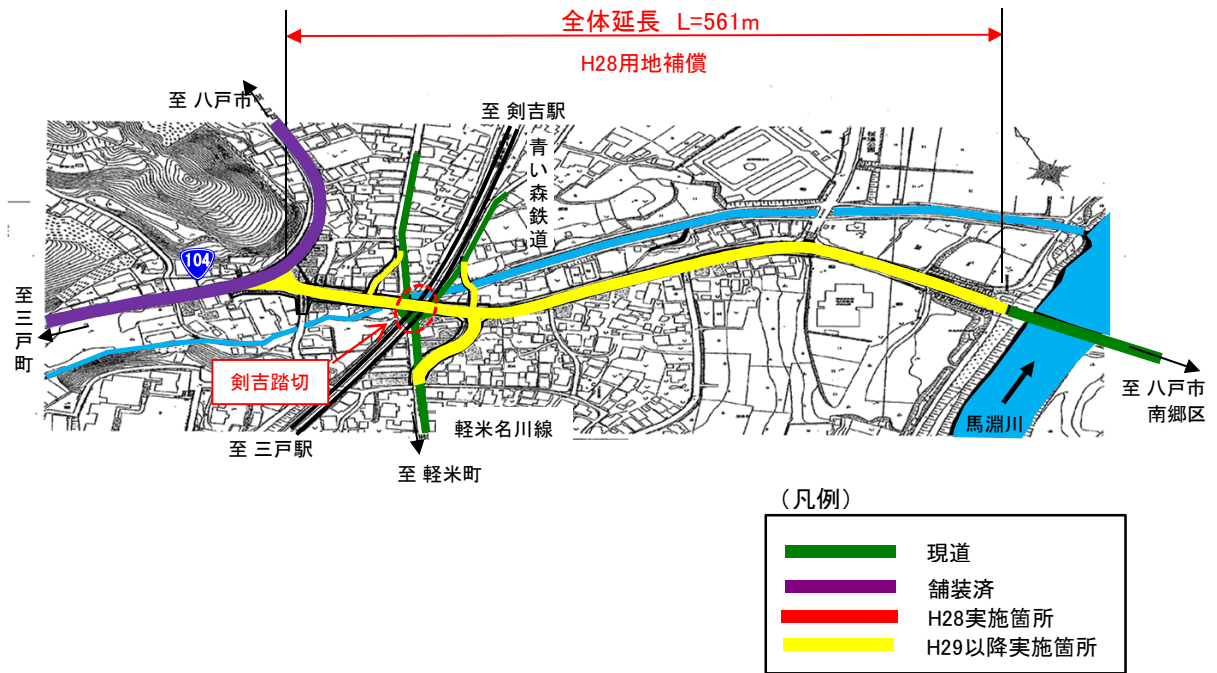 全体延長 L=561m
H28用地補償
至 八戸市
至 剣吉駅
青い森鉄道
104
至三戸町
剣吉踏切
至 三戸駅
軽米名川線
至 軽米町
馬淵川
至 八戸市
南郷区
(凡例)
現道
舗装済
H28実施箇所
H29以降実施箇所